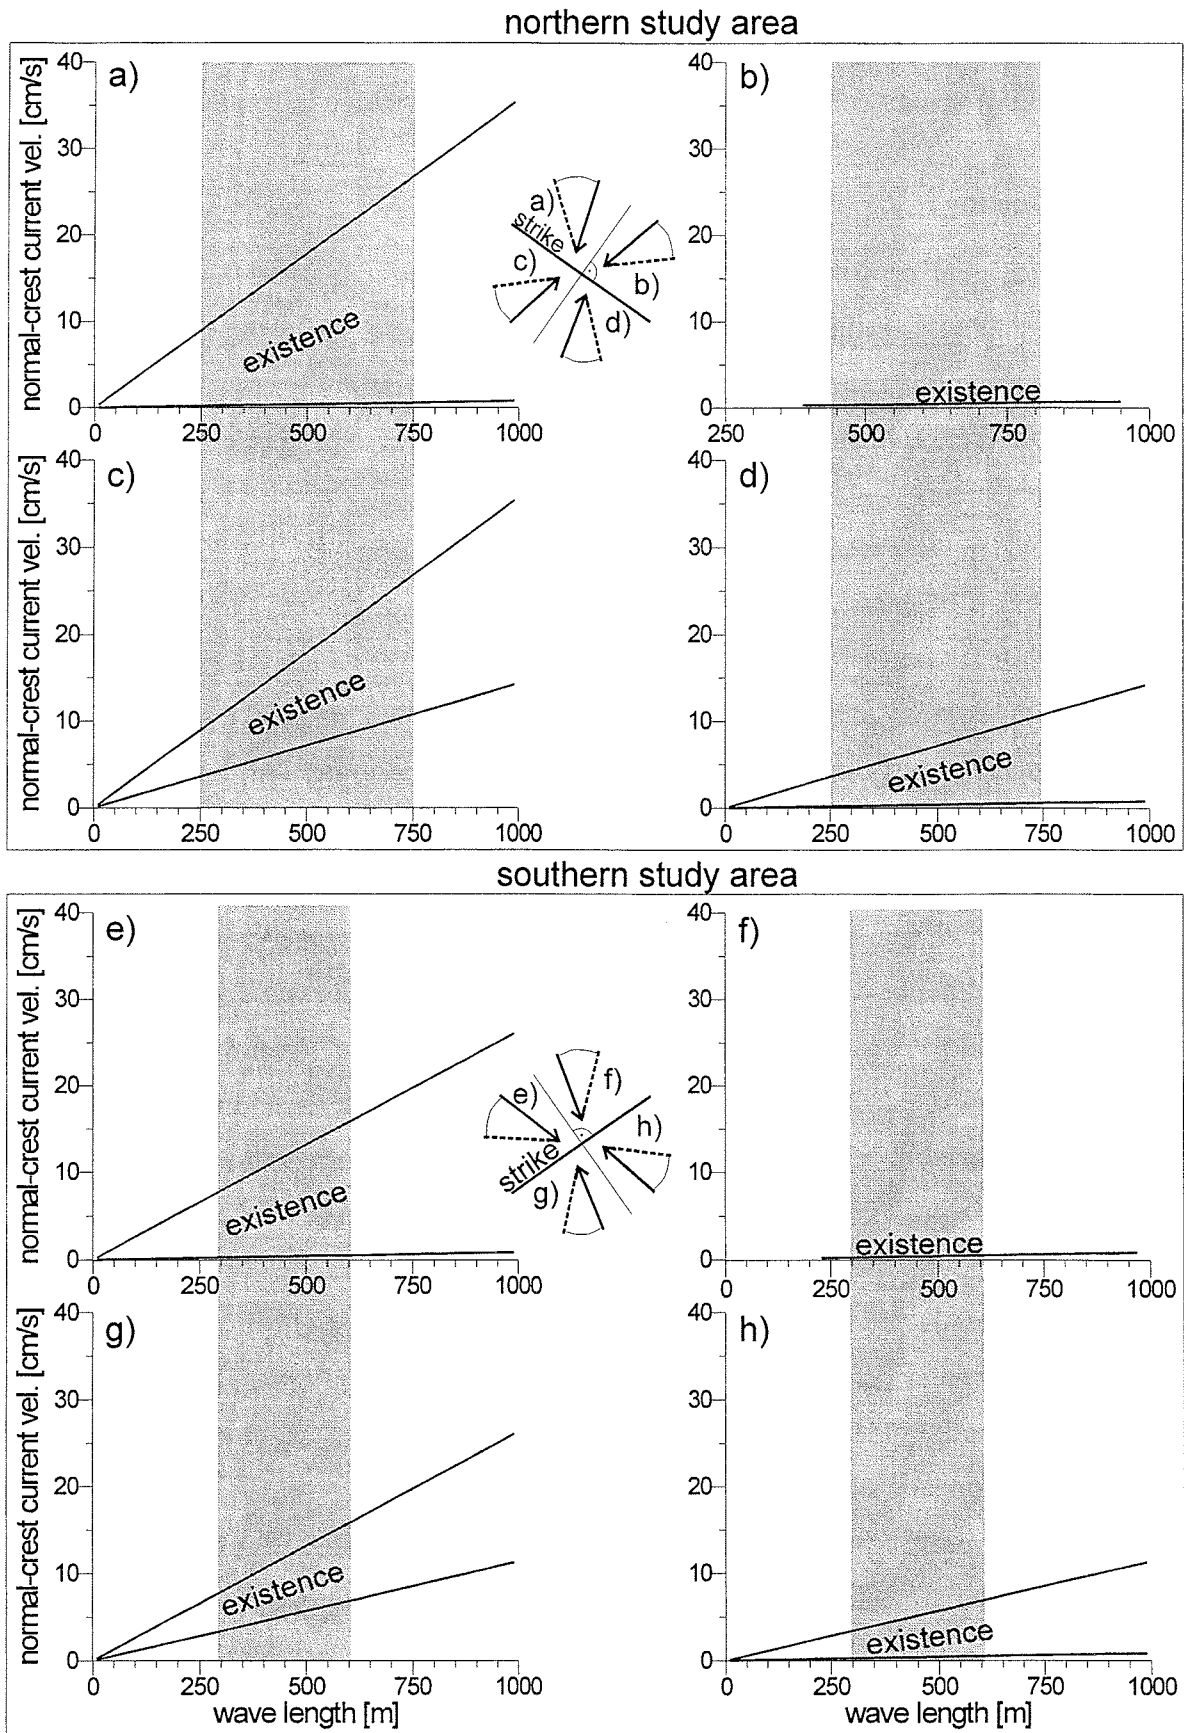 northern study area
a)
normal-crest current vel. [cm/s]
40
30
20
10
0
existence
0 250 500 750 1000
b)
40
30
20
10
0
existence
250 500 750 1000
a)
strike
c)
b)
d)
c)
normal-crest current vel. [cm/s]
40
30
20
10
0
existence
0 250 500 750 1000
d)
40
30
20
10
0
existence
0 250 500 750 1000
southern study area
e)
normal-crest current vel. [cm/s]
40
30
20
10
0
existence
0 250 500 750 1000
f)
40
30
20
10
0
existence
0 250 500 750 1000
e)
f)
h)
strike
g)
g)
normal-crest current vel. [cm/s]
40
30
20
10
0
existence
0 250 500 750 1000
wave length [m]
h)
40
30
20
10
0
existence
0 250 500 750 1000
wave length [m]